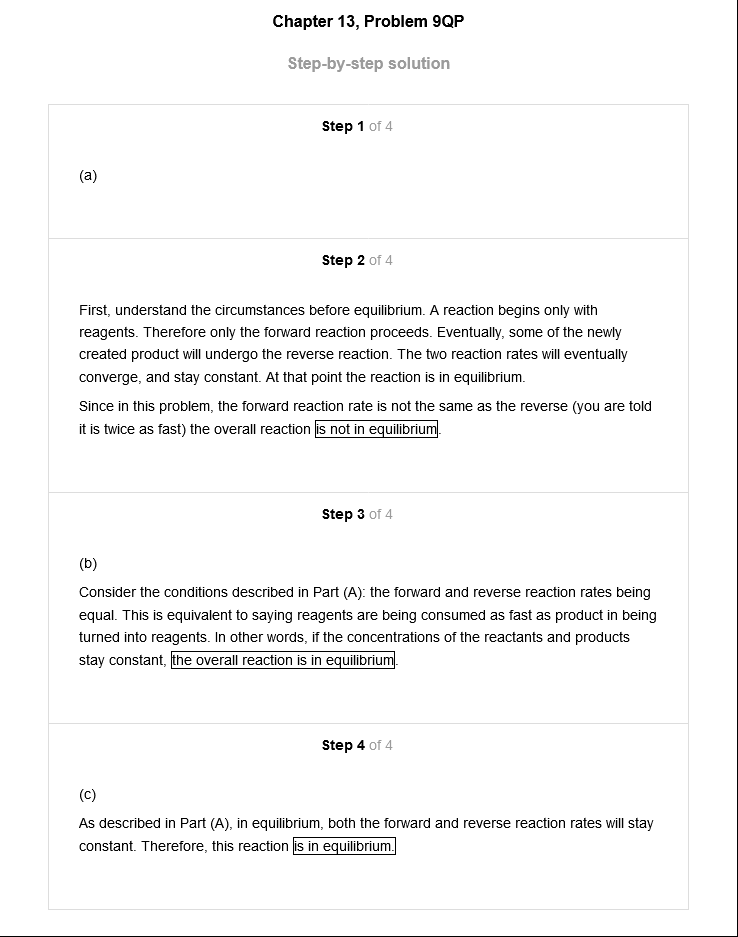 Chapter 13, Problem 9QP
Step-by-step solution
Step 1 of 4
(a)
Step 2 of 4
First, understand the circumstances before equilibrium. A reaction begins only with
reagents. Therefore only the forward reaction proceeds. Eventually, some of the newly
created product will undergo the reverse reaction. The two reaction rates will eventually
converge, and stay constant. At that point the reaction is in equilibrium.
Since in this problem, the forward reaction rate is not the same as the reverse (you are told
it is twice as fast) the overall reaction is not in equilibrium.
Step 3 of 4
(b)
Consider the conditions described in Part (A): the forward and reverse reaction rates being
equal. This is equivalent to saying reagents are being consumed as fast as product in being
turned into reagents. In other words, if the concentrations of the reactants and products
stay constant, the overall reaction is in equilibrium.
Step 4 of 4
(c)
As described in Part (A), in equilibrium, both the forward and reverse reaction rates will stay
constant. Therefore, this reaction is in equilibrium.